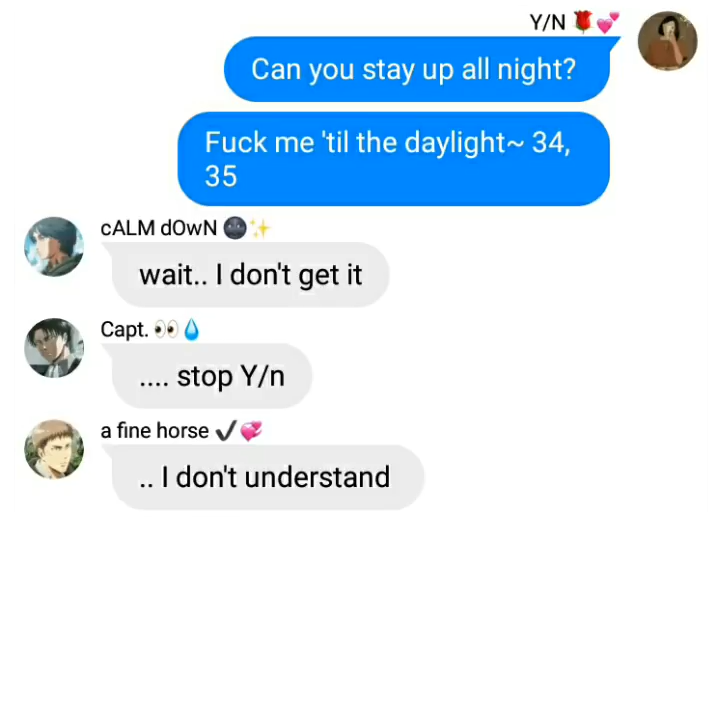 Y/N 🌹💕
Can you stay up all night?
Fuck me 'til the daylight~ 34,
35
cALM dOwN 🌚✨
wait.. I don't get it
Capt. 👀💧
.... stop Y/n
a fine horse ✔️💞
.. I don't understand